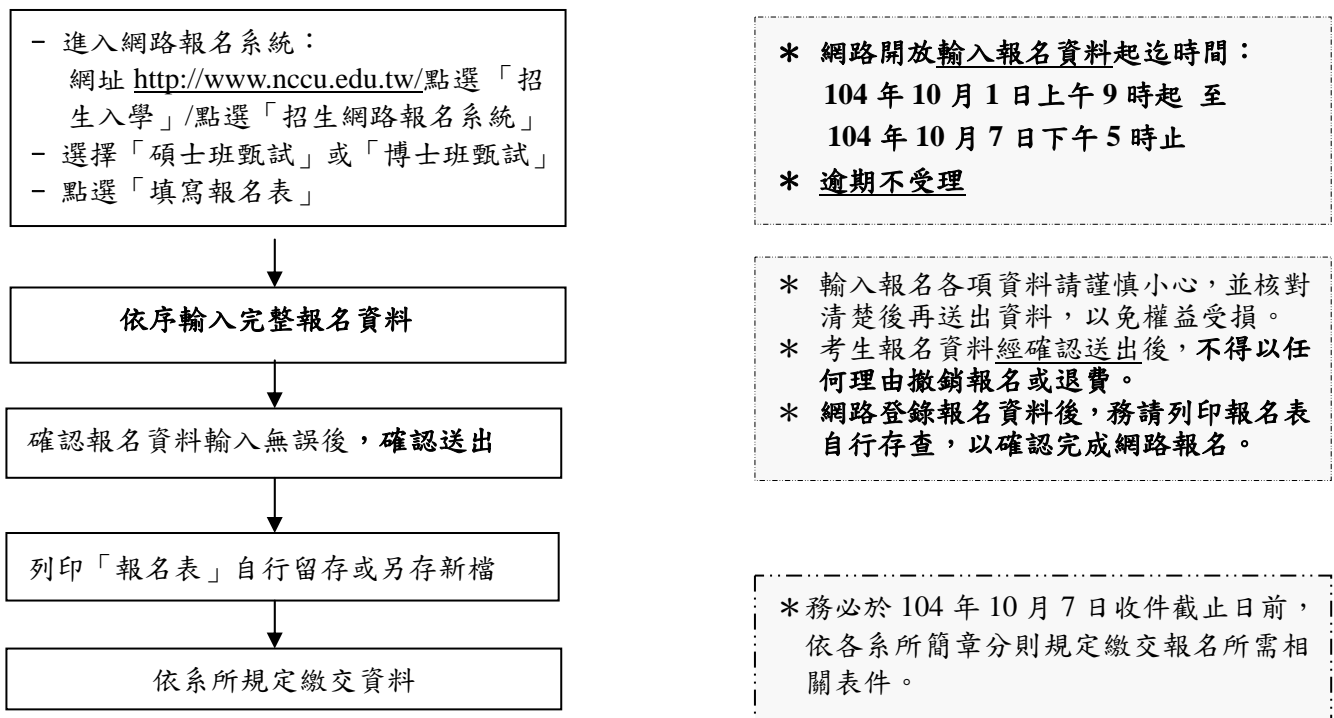 - 進入網路報名系統：
網址 http://www.nccu.edu.tw/點選「招
生入學」/點選「招生網路報名系統」
- 選擇「碩士班甄試」或「博士班甄試」
- 點選「填寫報名表」
＊ 網路開放輸入報名資料起迄時間：
104 年 10 月 1 日上午 9 時起 至
104 年 10 月 7 日下午 5 時止
＊ 逾期不受理
依序輸入完整報名資料
＊ 輸入報名各項資料請謹慎小心，並核對
清楚後再送出資料，以免權益受損。
＊ 考生報名資料經確認送出後，不得以任
何理由撤銷報名或退費。
＊ 網路登錄報名資料後，務請列印報名表
自行存查，以確認完成網路報名。
確認報名資料輸入無誤後，確認送出
列印「報名表」自行留存或另存新檔
＊務必於 104 年 10 月 7 日收件截止日前，
依各系所簡章分則規定繳交報名所需相
關表件。
依系所規定繳交資料